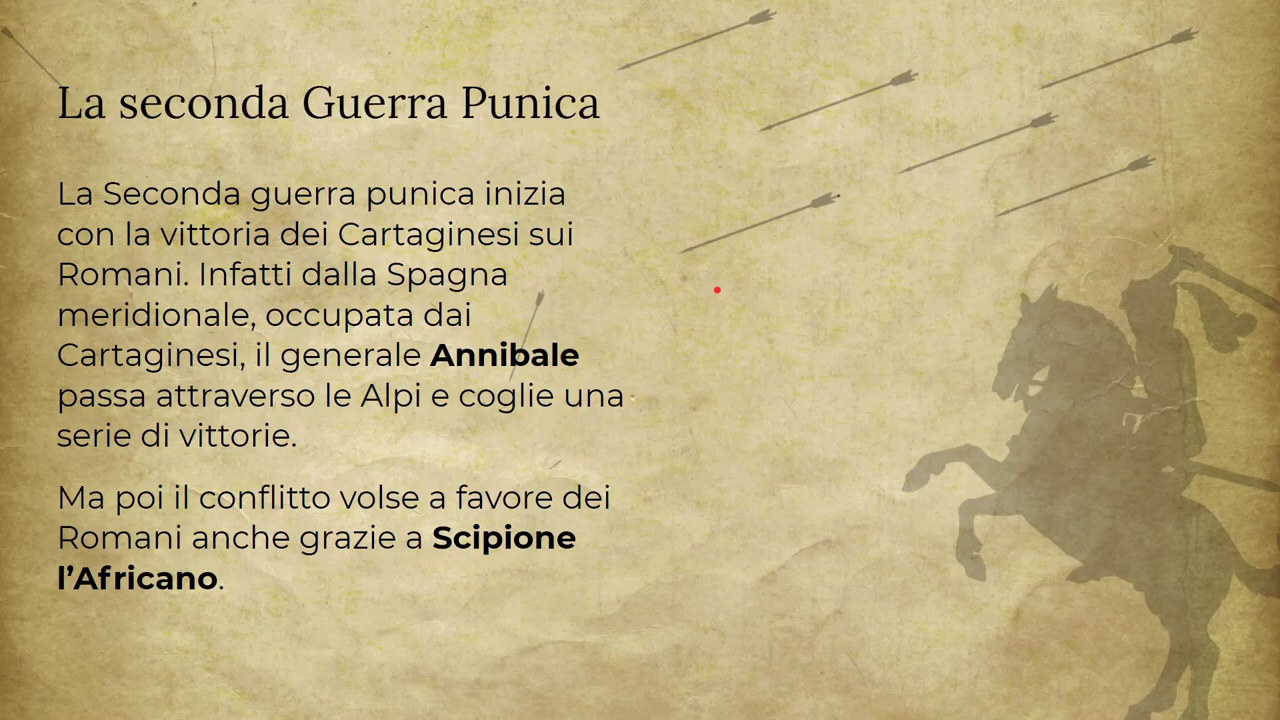 La seconda Guerra Punica
La Seconda guerra punica inizia
con la vittoria dei Cartaginesi sui
Romani. Infatti dalla Spagna
meridionale, occupata dai
Cartaginesi, il generale Annibale
passa attraverso le Alpi e coglie una
serie di vittorie.
Ma poi il conflitto volse a favore dei
Romani anche grazie a Scipione
l’Africano.